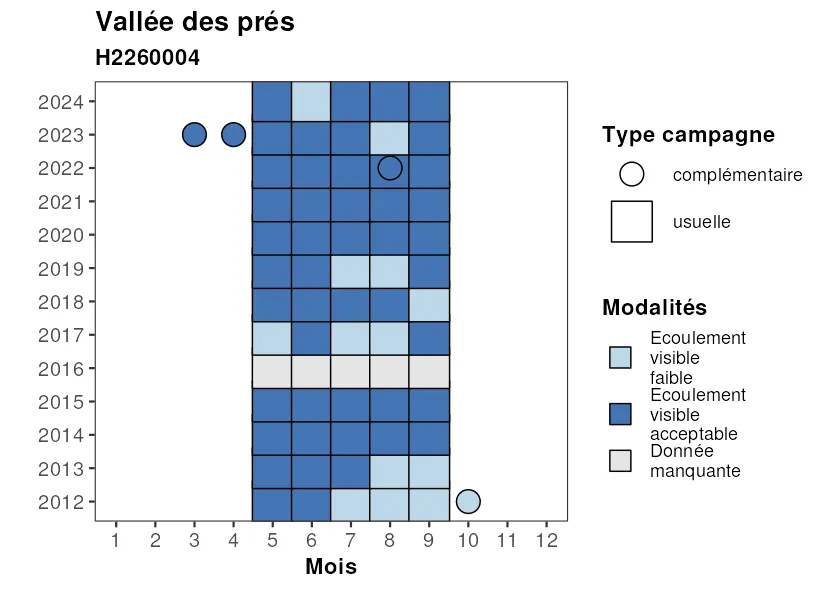 Vallée des prés
H2260004
2024
2023
2022
2021
2020
2019
2018
2017
2016
2015
2014
2013
2012
1 2 3 4 5 6 7 8 9 10 11 12
Mois
Type campagne
complémentaire
usuelle
Modalités
Ecoulement
visible
faible
Ecoulement
visible
acceptable
Donnée
manquante